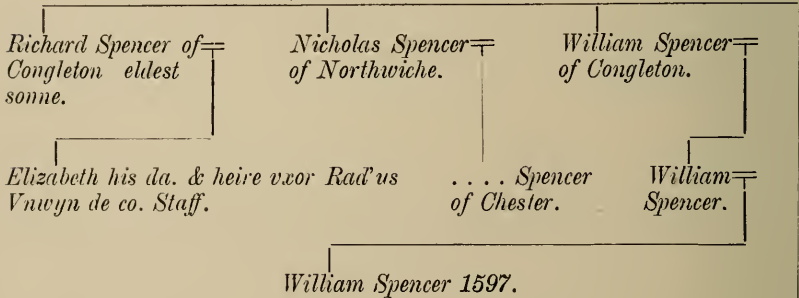 Richard Spencer of
Congleton eldest
sonne.
Nicholas Spencer
of Northwiche.
William Spencer
of Congleton.
Elizabeth his da. & heire vxor Rad'us
Vnwyn de co. Staff.
. . . . Spencer
of Chester.
William
Spencer.
William Spencer 1597.